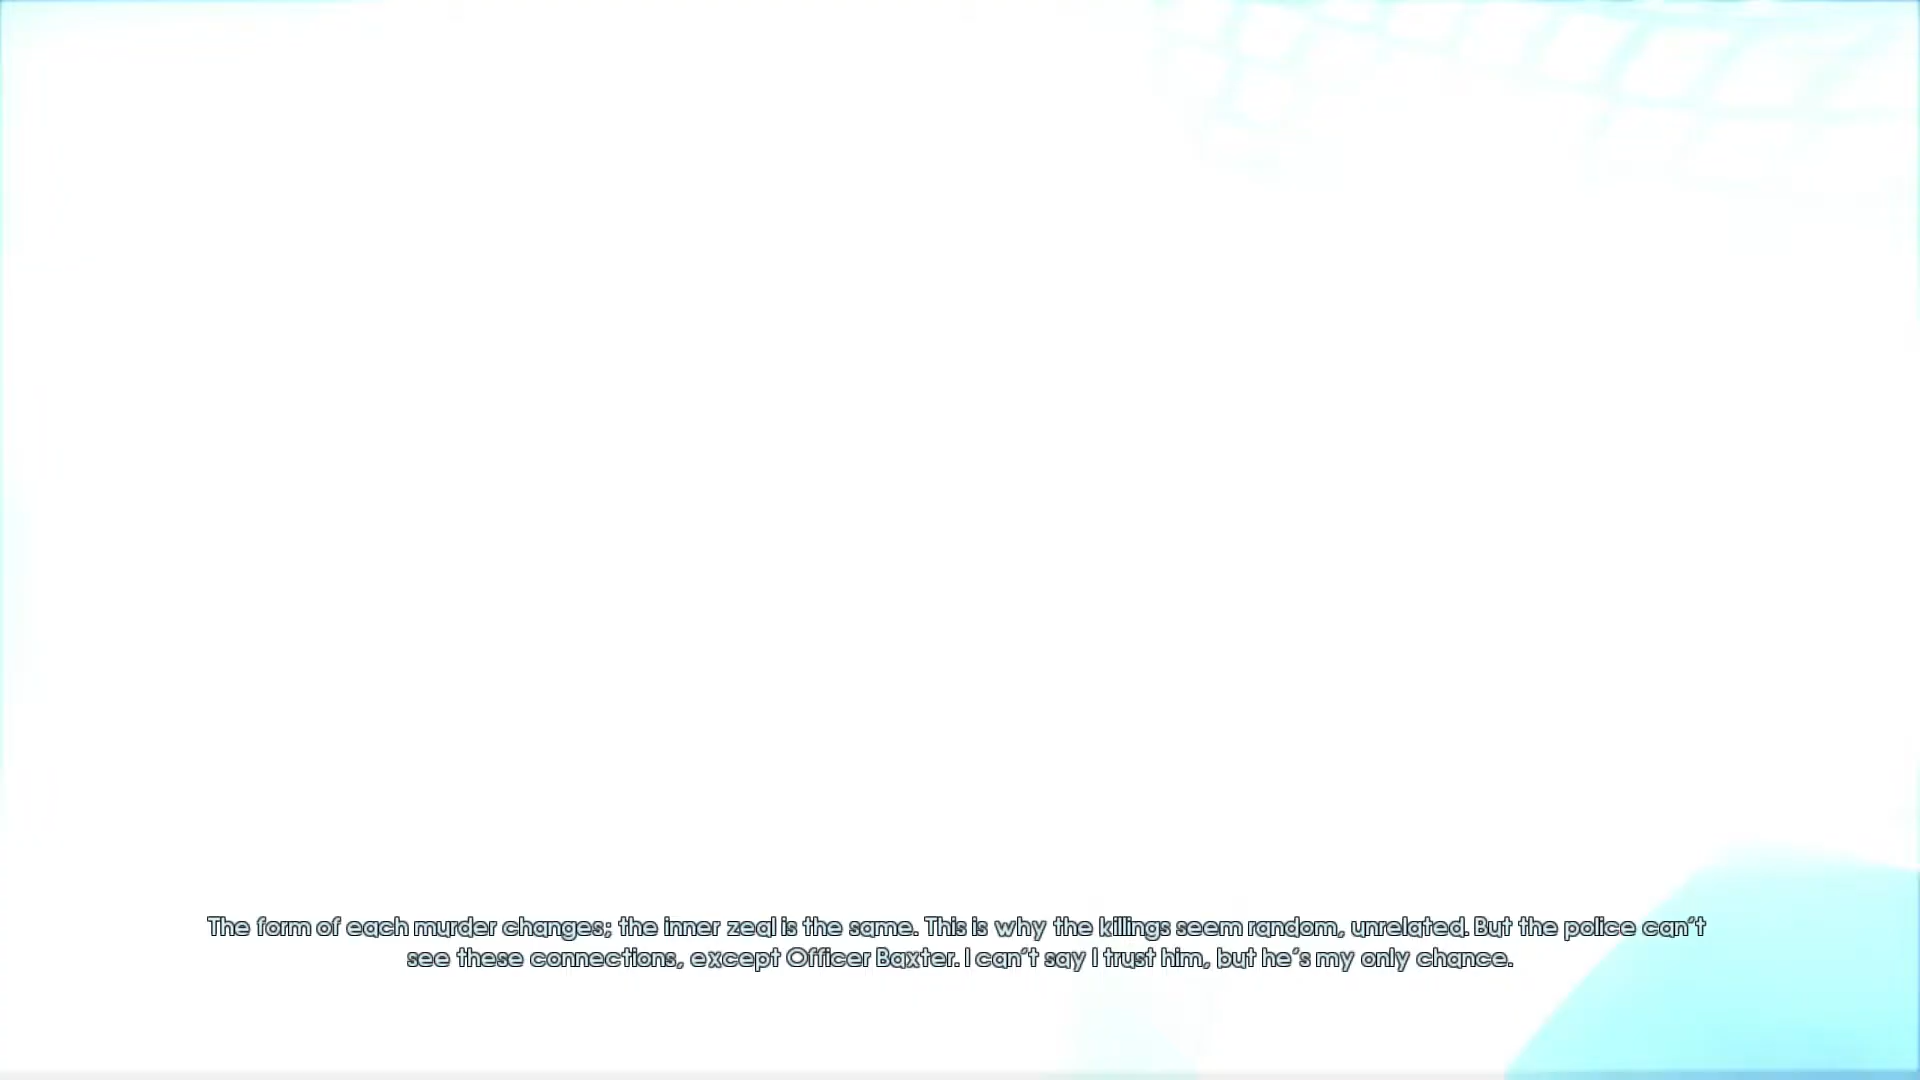 The form of each murder changes; the inner zeal is the same. This is why the killings seem random, unrelated. But the police can't
see these connections, except Officer Baxter. I can't say I trust him, but he's my only chance.